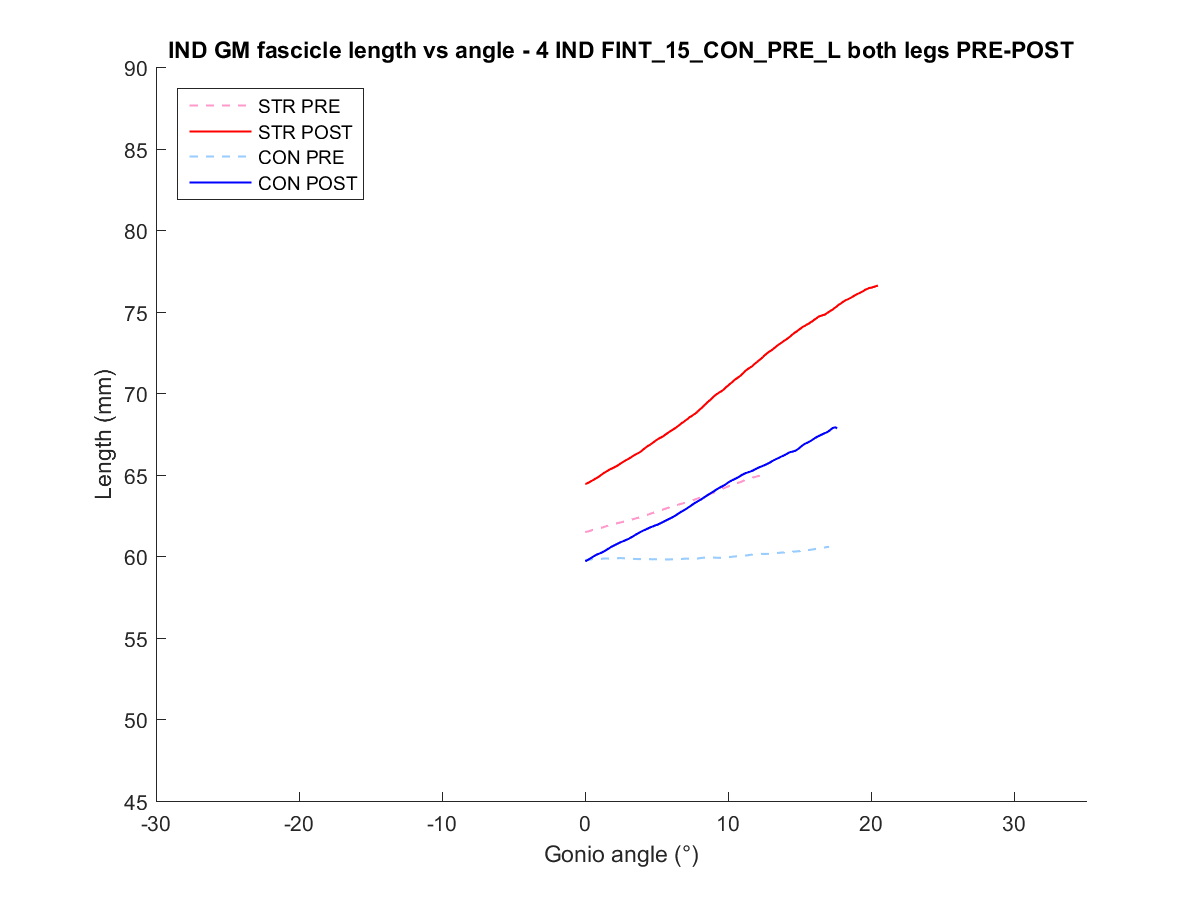 IND GM fascicle length vs angle - 4 IND FINT_15_CON_PRE_L both legs PRE-POST
90
85
80
75
70
65
60
55
50
45
STR PRE
STR POST
CON PRE
CON POST
Length (mm)
-30
-20
-10
0
10
20
30
Gonio angle (°)